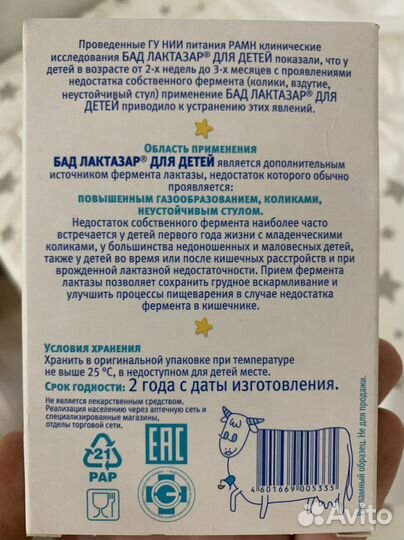 Проведенные ГУ НИИ питания РАМН клинические
исследования БАД ЛАКТАЗАР® ДЛЯ ДЕТЕЙ показали, что у
детей в возрасте от 2-х недель до 3-х месяцев с проявлениями
недостатка собственного фермента (колики, вздутие,
неустойчивый стул) применение БАД ЛАКТАЗАР® ДЛЯ
ДЕТЕЙ приводило к устранению этих явлений.
Область применения
БАД ЛАКТАЗАР® ДЛЯ ДЕТЕЙ является дополнительным
источником фермента лактазы, недостаток которого обычно
проявляется:
ПОВЫШЕННЫМ ГАЗООБРАЗОВАНИЕМ, КОЛИКАМИ,
НЕУСТОЙЧИВЫМ СТУЛОМ.
Недостаток собственного фермента наиболее часто
встречается у детей первого года жизни с младенческими
коликами, у большинства недоношенных и маловесных детей,
также у детей во время или после кишечных расстройств и при
врожденной лактазной недостаточности. Прием фермента
лактазы позволяет сохранить грудное вскармливание и
улучшить процессы пищеварения в случае недостатка
фермента в кишечнике.
Условия хранения
Хранить в оригинальной упаковке при температуре
не выше 25 °С, в недоступном для детей месте.
Срок годности: 2 года с даты изготовления.
Не является лекарственным средством.
Реализация населению через аптечную сеть и
специализированные магазины,
отделы торговой сети.
21
PAP
ЕАС
4 601669 005335
ламный образец. Не для продажи.
Avito